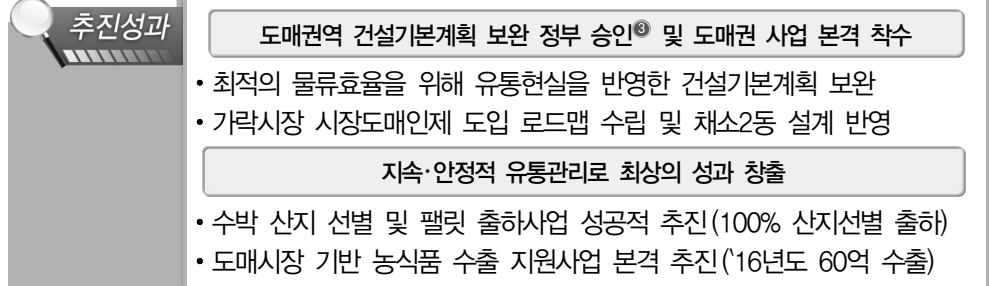 추진성과
도매권역 건설기본계획 보완 정부 승인❸ 및 도매권 사업 본격 착수
• 최적의 물류효율을 위해 유통현실을 반영한 건설기본계획 보완
• 가락시장 시장도매인제 도입 로드맵 수립 및 채소2동 설계 반영
지속·안정적 유통관리로 최상의 성과 창출
• 수박 산지 선별 및 팰릿 출하사업 성공적 추진(100% 산지선별 출하)
• 도매시장 기반 농식품 수출 지원사업 본격 추진(`16년도 60억 수출)